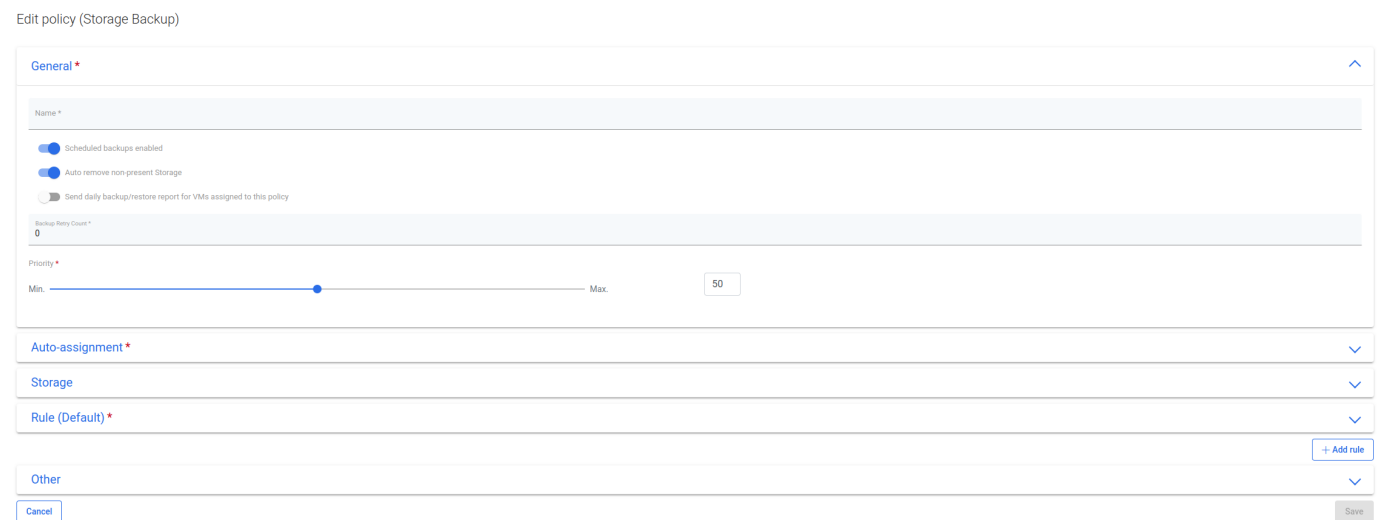 Edit policy (Storage Backup)
General *
Name *
Scheduled backups enabled
Auto remove non-present Storage
Send daily backup/restore report for VMs assigned to this policy
Backup Retry Count *
0
Priority *
Min. Max. 50
Auto-assignment *
Storage
Rule (Default) *
+ Add rule
Other
Cancel Save